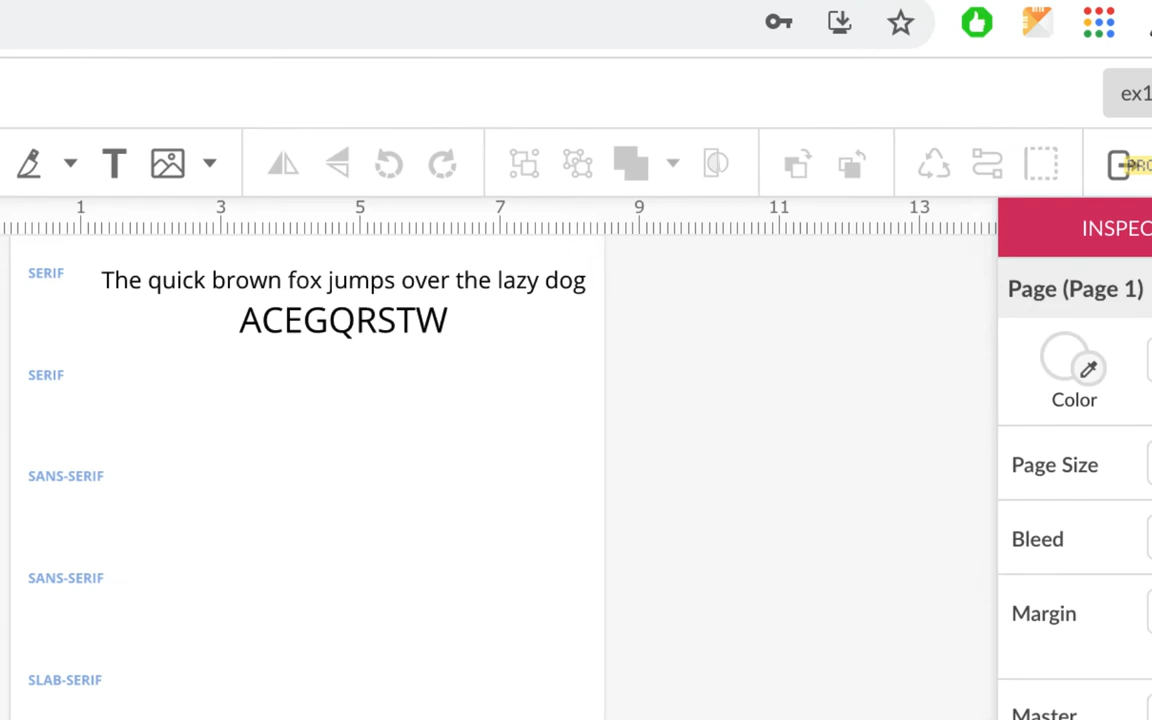 ex1
T
1 3 5 7 9 11 13
INSPEC
SERIF The quick brown fox jumps over the lazy dog
ACEGQRSTW
Page (Page 1)
SERIF
Color
Page Size
SANS-SERIF
Bleed
SANS-SERIF
Margin
SLAB-SERIF
Master